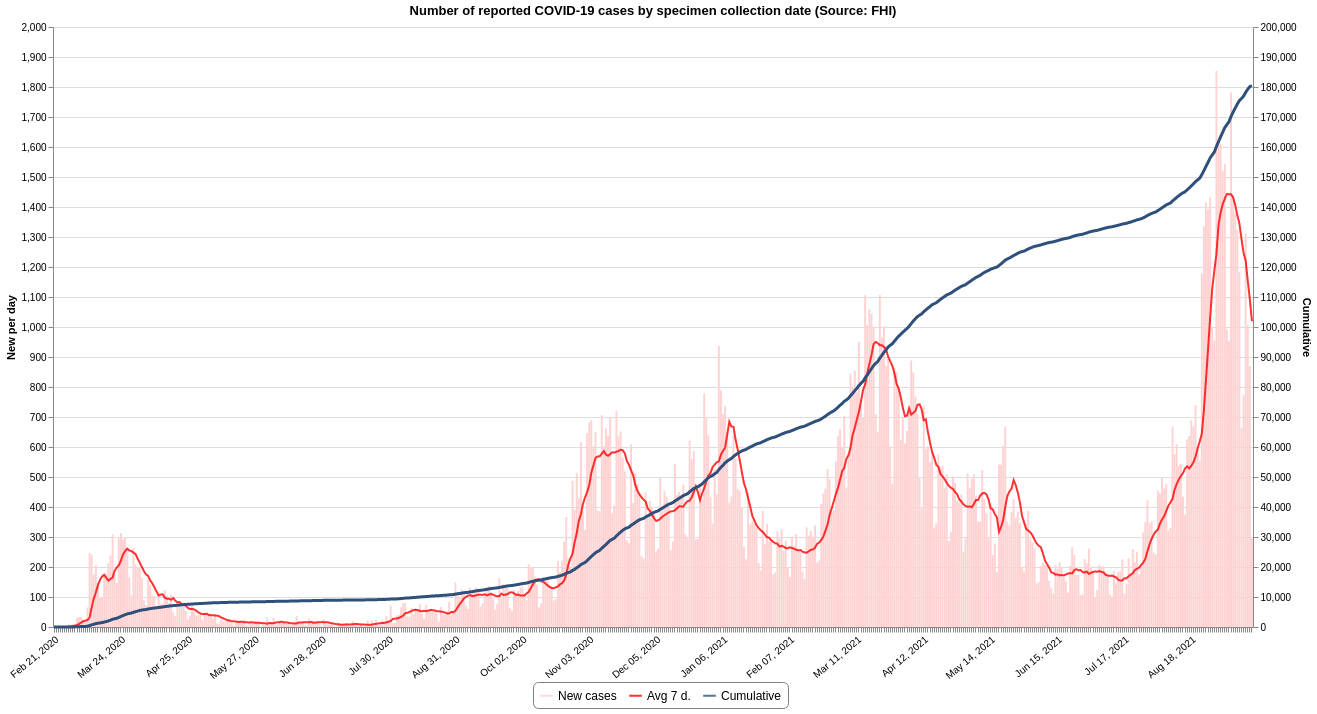 Number of reported COVID-19 cases by specimen collection date (Source: FHI)
2,000
1,900
1,800
1,700
1,600
1,500
1,400
1,300
1,200
1,100
1,000
900
800
700
600
500
400
300
200
100
0
New per day
200,000
190,000
180,000
170,000
160,000
150,000
140,000
130,000
120,000
110,000
100,000
90,000
80,000
70,000
60,000
50,000
40,000
30,000
20,000
10,000
0
Cumulative
Feb 21, 2020
Mar 24, 2020
Apr 25, 2020
May 27, 2020
Jun 28, 2020
Jul 30, 2020
Aug 31, 2020
Oct 02, 2020
Nov 03, 2020
Dec 05, 2020
Jan 06, 2021
Feb 07, 2021
Mar 11, 2021
Apr 12, 2021
May 14, 2021
Jun 15, 2021
Jul 17, 2021
Aug 18, 2021
New cases Avg 7 d. Cumulative